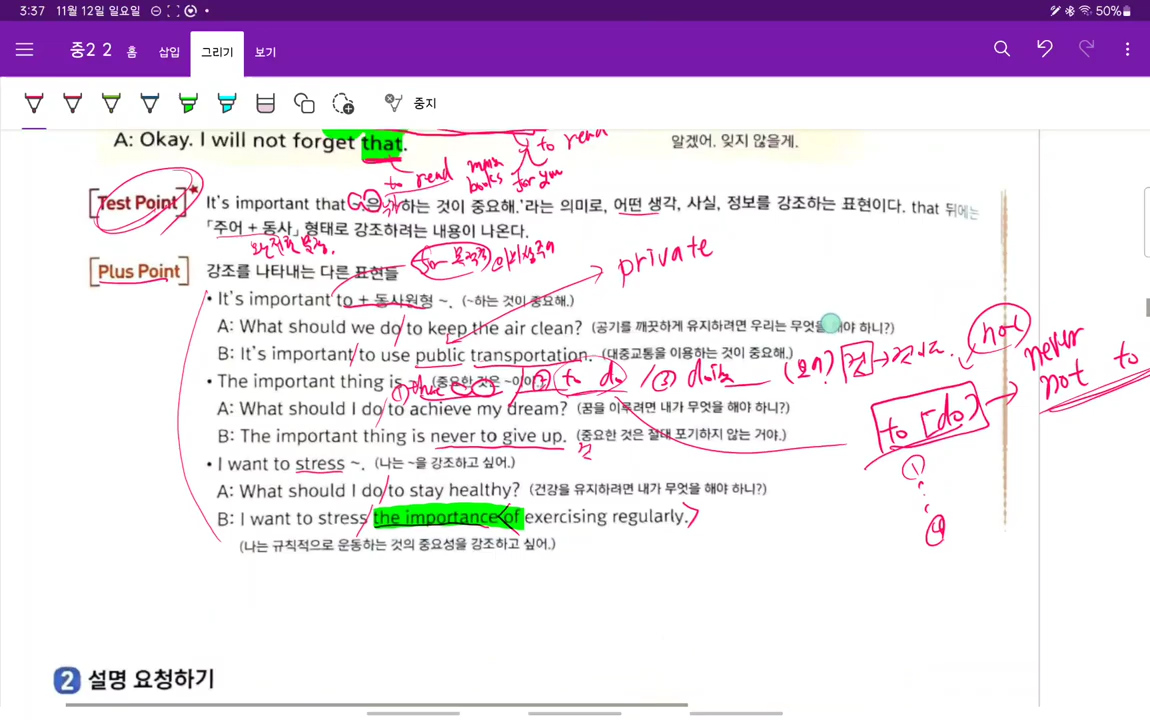 3:37 11월 12일 일요일 50%
중2 2 홈 삽입 그리기 보기
중지
A: Okay. I will not forget that. 알겠어. 잊지 않을게.
to read
to read books for you
[Test Point] It's important that 하는 것이 중요해.'라는 의미로, 어떤 생각, 사실, 정보를 강조하는 표현이다. that 뒤에는
「주어 + 동사」 형태로 강조하려는 내용이 나온다.
for 목적격 의미상주어
private
[Plus Point] 강조를 나타내는 다른 표현들
• It's important to + 동사원형 ~. (~하는 것이 중요해.)
A: What should we do to keep the air clean? (공기를 깨끗하게 유지하려면 우리는 무엇을 해야 하니?)
B: It's important to use public transportation. (대중교통을 이용하는 것이 중요해.)
not
never
not to
• The important thing is
① that ② to do / ③ doing
to [do]
A: What should I do to achieve my dream? (꿈을 이루려면 내가 무엇을 해야 하니?)
B: The important thing is never to give up. (중요한 것은 절대 포기하지 않는 거야.)
• I want to stress ~. (나는 ~을 강조하고 싶어.)
①
A: What should I do to stay healthy? (건강을 유지하려면 내가 무엇을 해야 하니?)
B: I want to stress the importance of exercising regularly.
④
(나는 규칙적으로 운동하는 것의 중요성을 강조하고 싶어.)
2 설명 요청하기